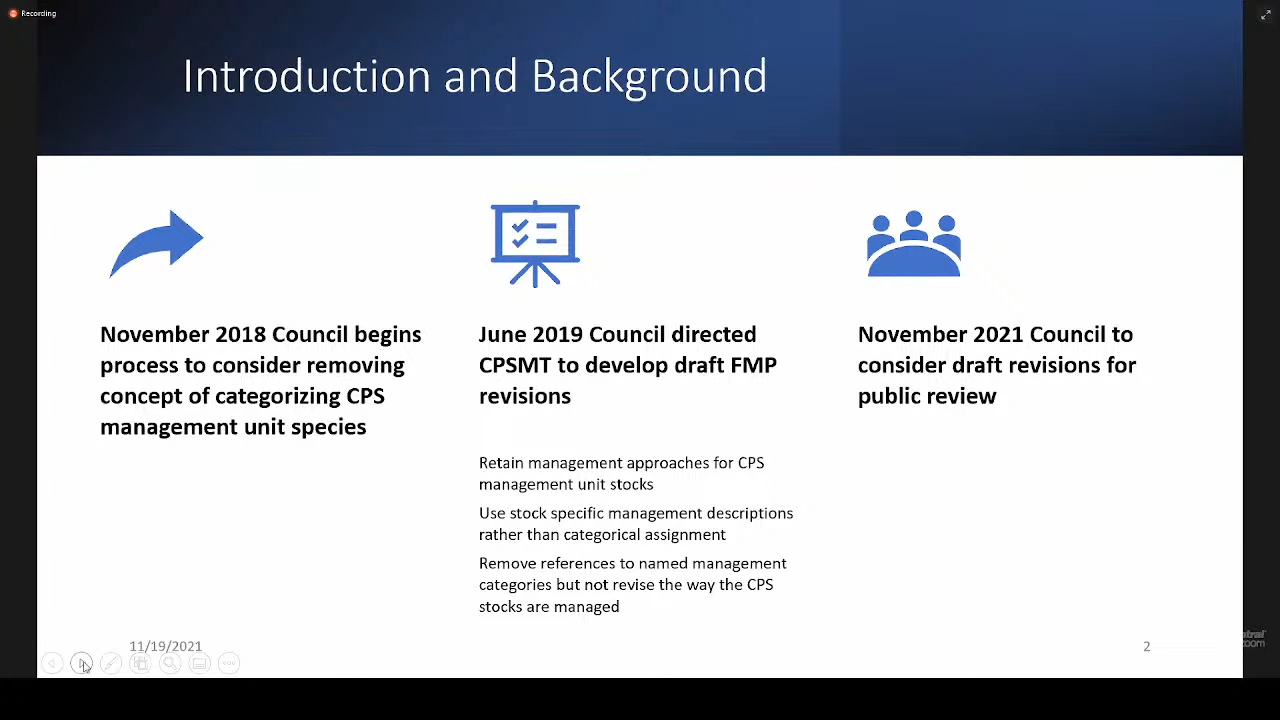 Recording
Introduction and Background
November 2018 Council begins
process to consider removing
concept of categorizing CPS
management unit species
June 2019 Council directed
CPSMT to develop draft FMP
revisions
Retain management approaches for CPS
management unit stocks
Use stock specific management descriptions
rather than categorical assignment
Remove references to named management
categories but not revise the way the CPS
stocks are managed
November 2021 Council to
consider draft revisions for
public review
11/19/2021
2